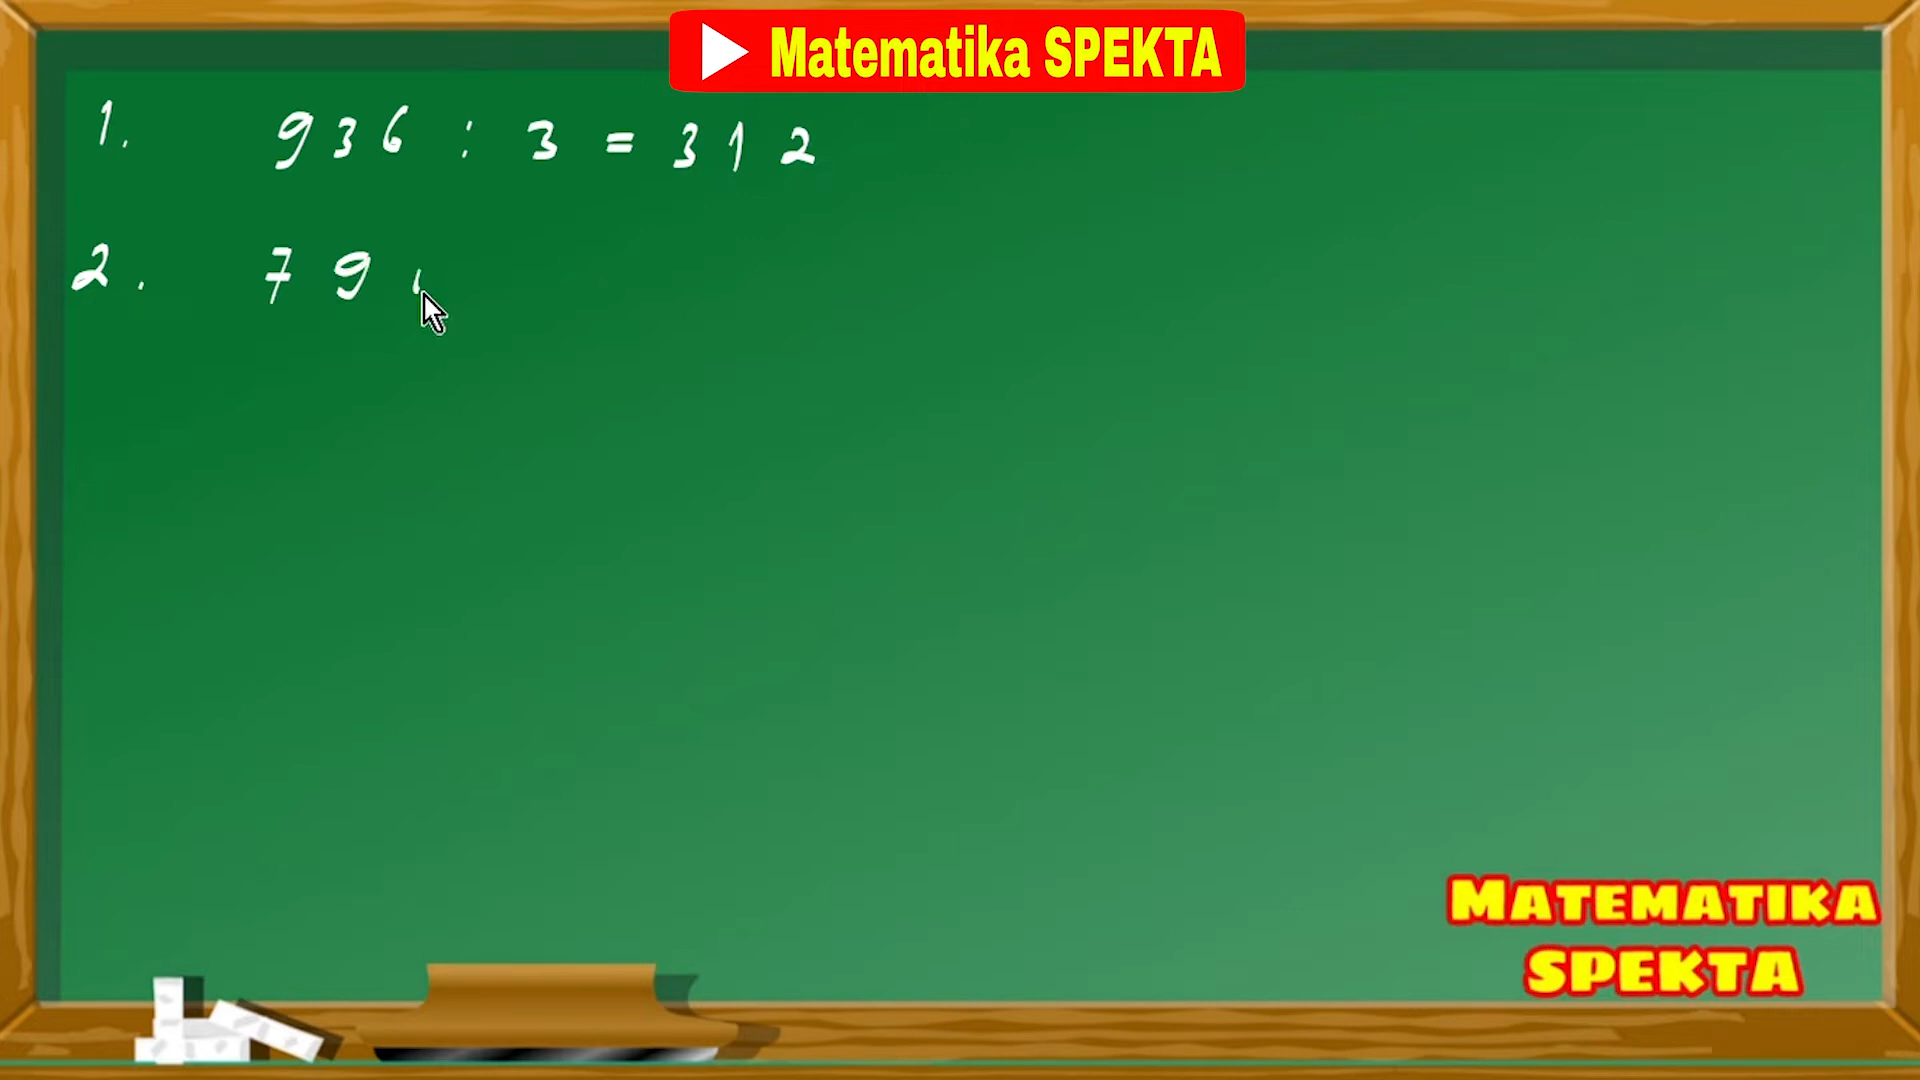 Matematika SPEKTA
1. 936 : 3 = 312
2. 79
MATEMATIKA
SPEKTA